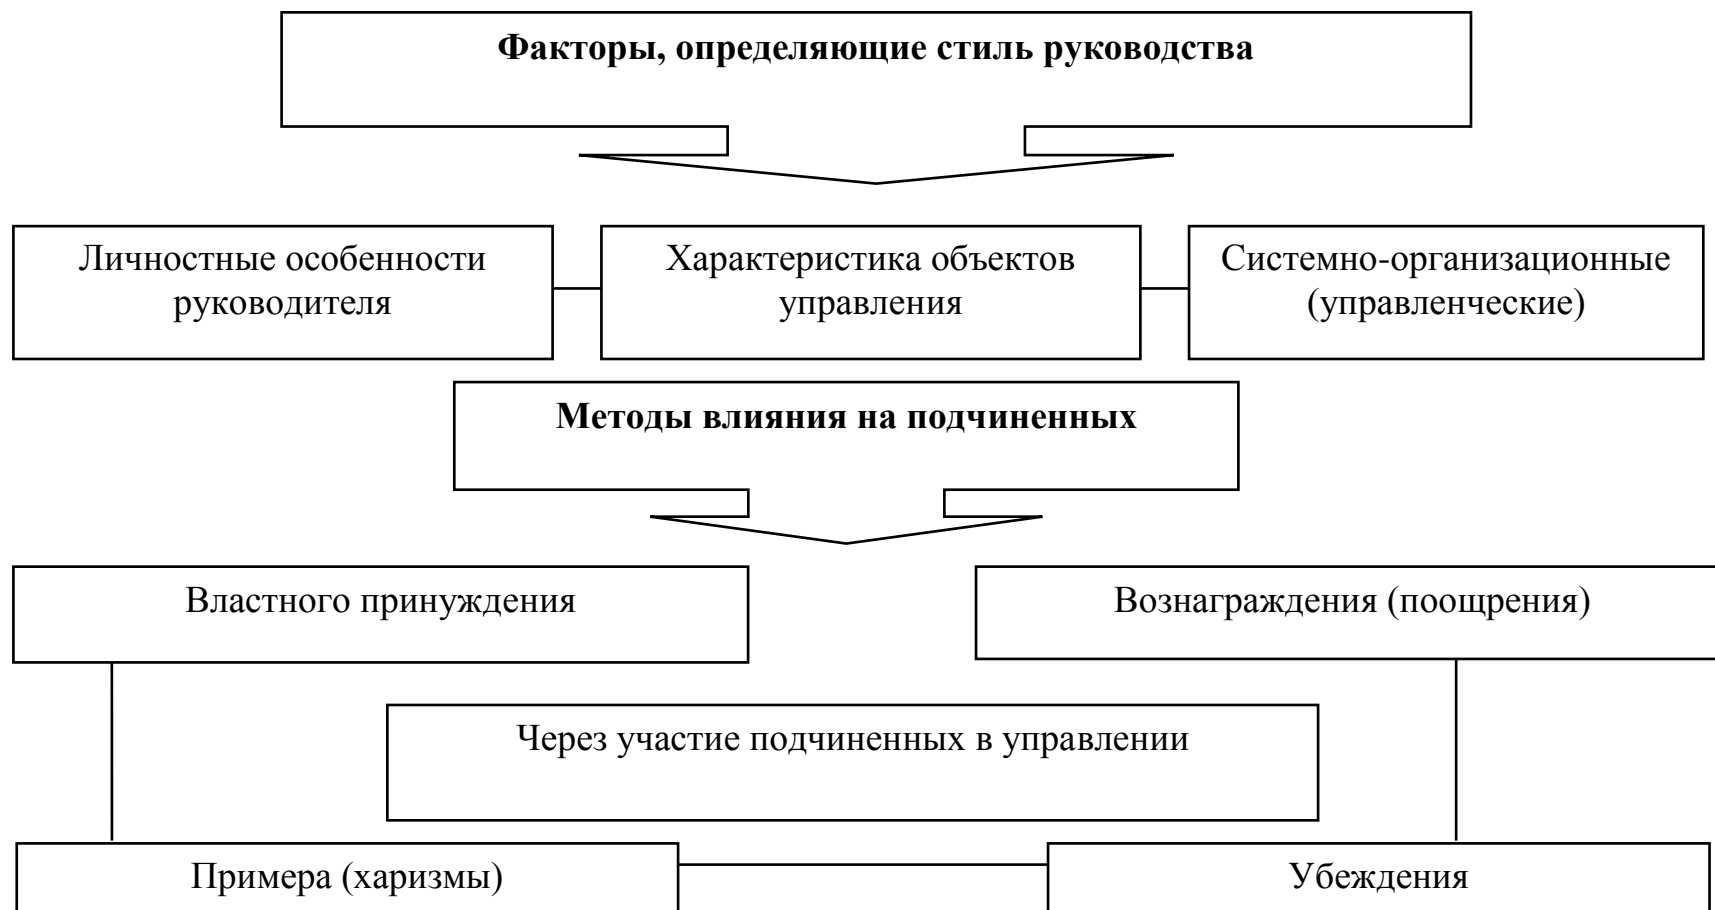 Факторы, определяющие стиль руководства
Личностные особенности
руководителя
Характеристика объектов
управления
Системно-организационные
(управленческие)
Методы влияния на подчиненных
Властного принуждения
Вознаграждения (поощрения)
Через участие подчиненных в управлении
Примера (харизмы)
Убеждения